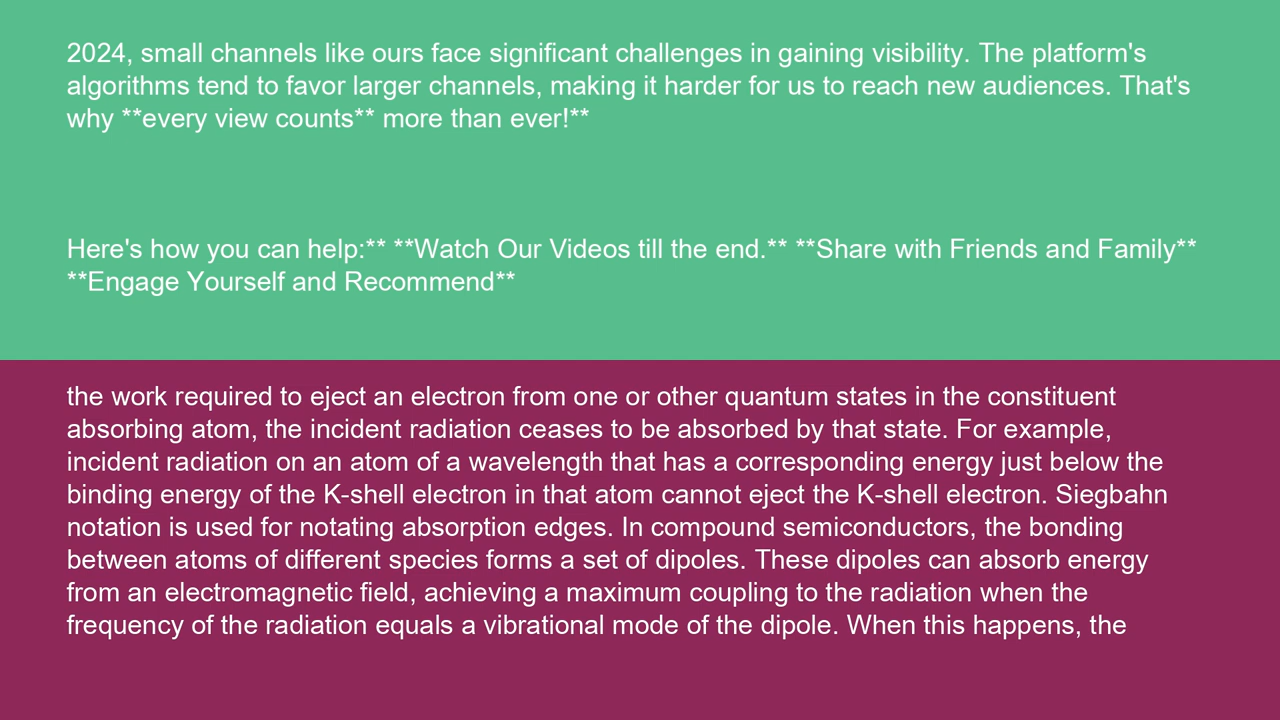 2024, small channels like ours face significant challenges in gaining visibility. The platform's
algorithms tend to favor larger channels, making it harder for us to reach new audiences. That's
why **every view counts** more than ever!**
Here's how you can help:** **Watch Our Videos till the end.** **Share with Friends and Family**
**Engage Yourself and Recommend**
the work required to eject an electron from one or other quantum states in the constituent
absorbing atom, the incident radiation ceases to be absorbed by that state. For example,
incident radiation on an atom of a wavelength that has a corresponding energy just below the
binding energy of the K-shell electron in that atom cannot eject the K-shell electron. Siegbahn
notation is used for notating absorption edges. In compound semiconductors, the bonding
between atoms of different species forms a set of dipoles. These dipoles can absorb energy
from an electromagnetic field, achieving a maximum coupling to the radiation when the
frequency of the radiation equals a vibrational mode of the dipole. When this happens, the